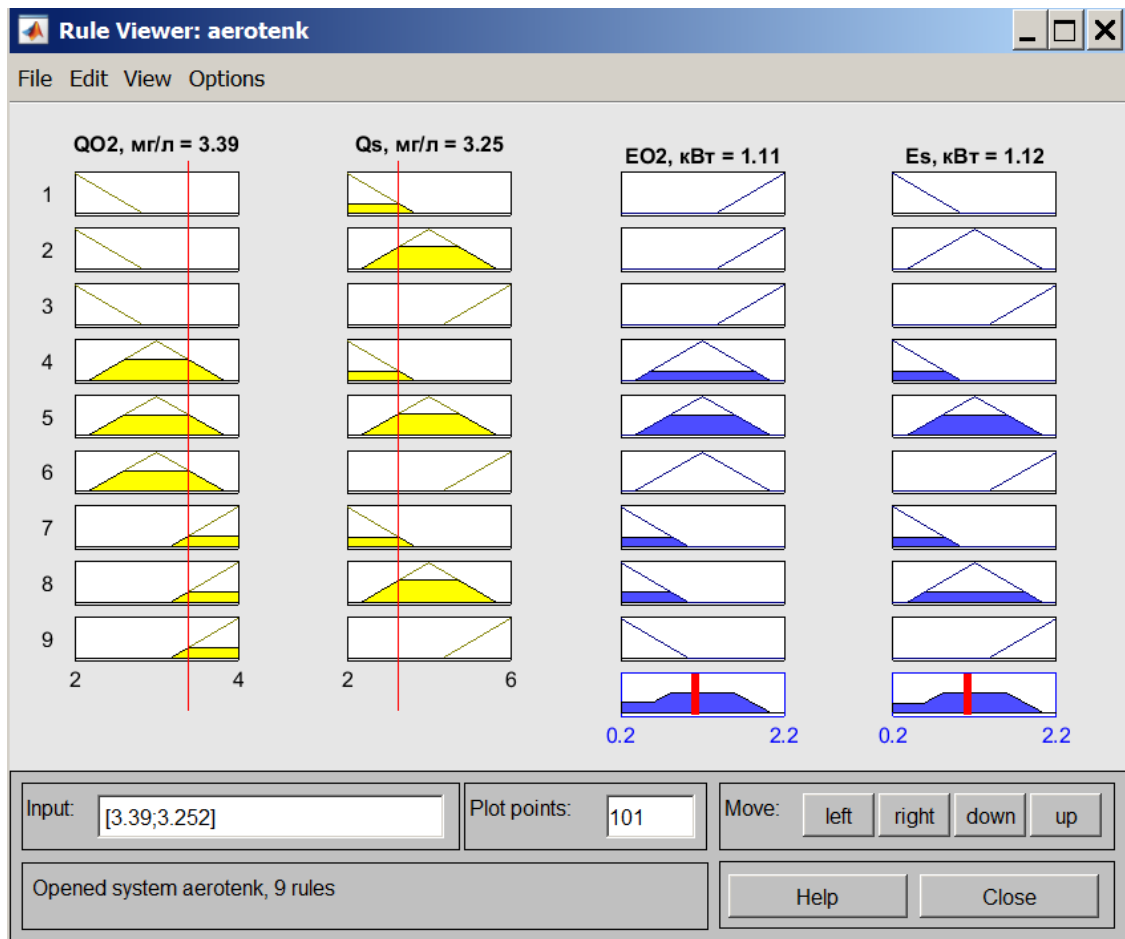 Rule Viewer: aerotenk
File Edit View Options
QO2, мг/л = 3.39
Qs, мг/л = 3.25
EO2, кВт = 1.11
Es, кВт = 1.12
1
2
3
4
5
6
7
8
9
2 4 2 6
0.2 2.2 0.2 2.2
Input: [3.39;3.252] Plot points: 101 Move: left right down up
Opened system aerotenk, 9 rules Help Close